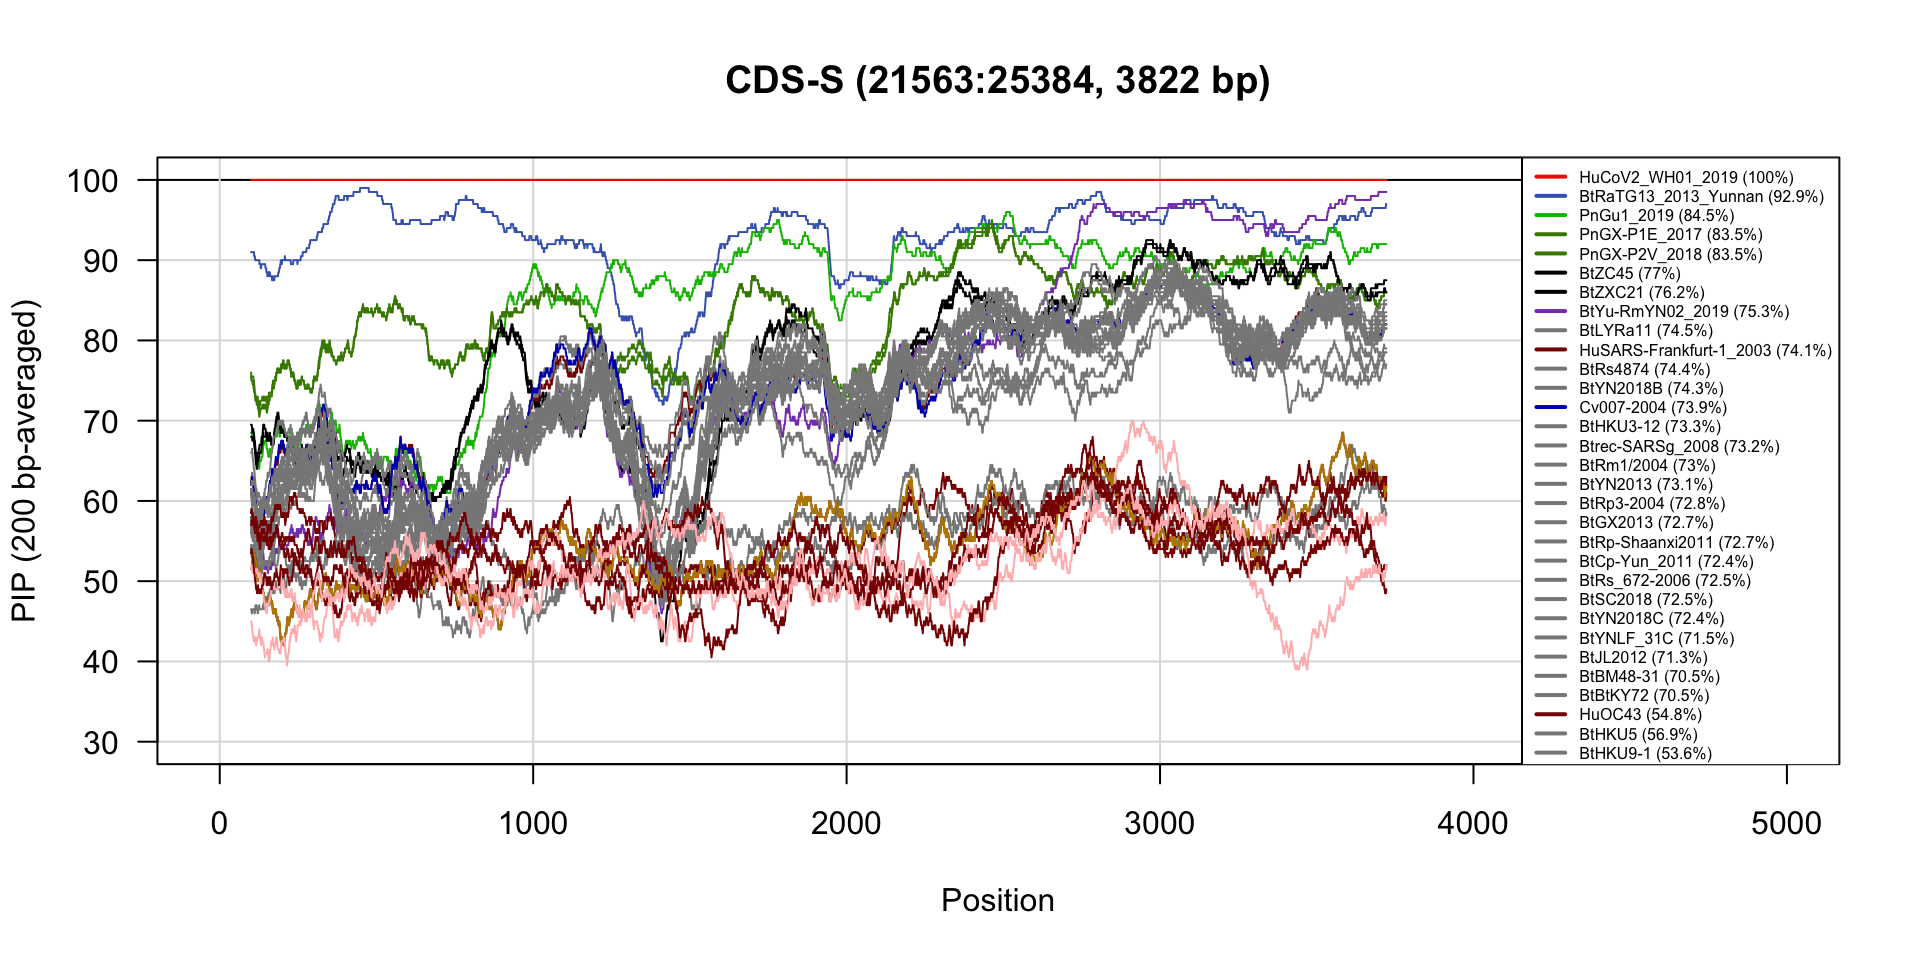 CDS-S (21563:25384, 3822 bp)
PIP (200 bp-averaged)
100
90
80
70
60
50
40
30
0
1000
2000
3000
4000
5000
Position
HuCoV2_WH01_2019 (100%)
BtRaTG13_2013_Yunnan (92.9%)
PnGu1_2019 (84.5%)
PnGX-P1E_2017 (83.5%)
PnGX-P2V_2018 (83.5%)
BtZC45 (77%)
BtZXC21 (76.2%)
BtYu-RmYN02_2019 (75.3%)
BtLYRa11 (74.5%)
HuSARS-Frankfurt-1_2003 (74.1%)
BtRs4874 (74.4%)
BtYN2018B (74.3%)
Cv007-2004 (73.9%)
BtHKU3-12 (73.3%)
Btrec-SARSg_2008 (73.2%)
BtRm1/2004 (73%)
BtYN2013 (73.1%)
BtRp3-2004 (72.8%)
BtGX2013 (72.7%)
BtRp-Shaanxi2011 (72.7%)
BtCp-Yun_2011 (72.4%)
BtRs_672-2006 (72.5%)
BtSC2018 (72.5%)
BtYN2018C (72.4%)
BtYNLF_31C (71.5%)
BtJL2012 (71.3%)
BtBM48-31 (70.5%)
BtBtKY72 (70.5%)
HuOC43 (54.8%)
BtHKU5 (56.9%)
BtHKU9-1 (53.6%)